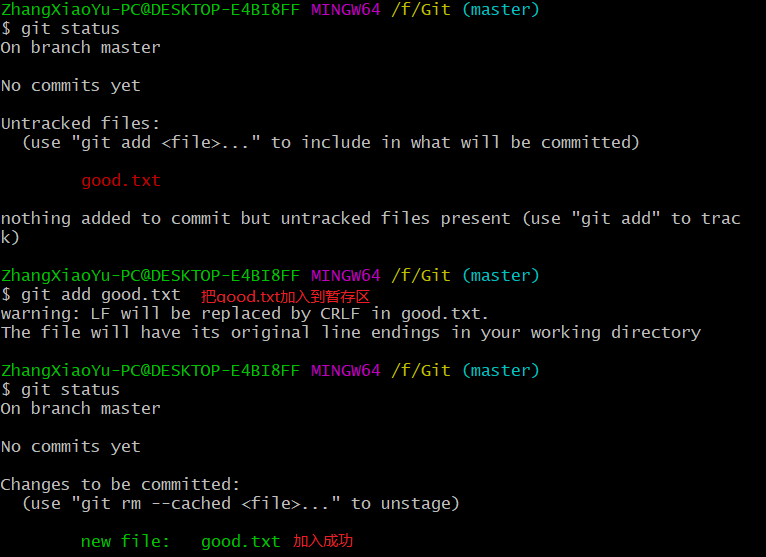 ZhangXiaoYu-PC@DESKTOP-E4BI8FF MINGW64 /f/Git (master)
$ git status
On branch master
No commits yet
Untracked files:
(use "git add <file>..." to include in what will be committed)
good.txt
nothing added to commit but untracked files present (use "git add" to trac
k)
ZhangXiaoYu-PC@DESKTOP-E4BI8FF MINGW64 /f/Git (master)
$ git add good.txt 把good.txt加入到暂存区
warning: LF will be replaced by CRLF in good.txt.
The file will have its original line endings in your working directory
ZhangXiaoYu-PC@DESKTOP-E4BI8FF MINGW64 /f/Git (master)
$ git status
On branch master
No commits yet
Changes to be committed:
(use "git rm --cached <file>..." to unstage)
new file: good.txt 加入成功